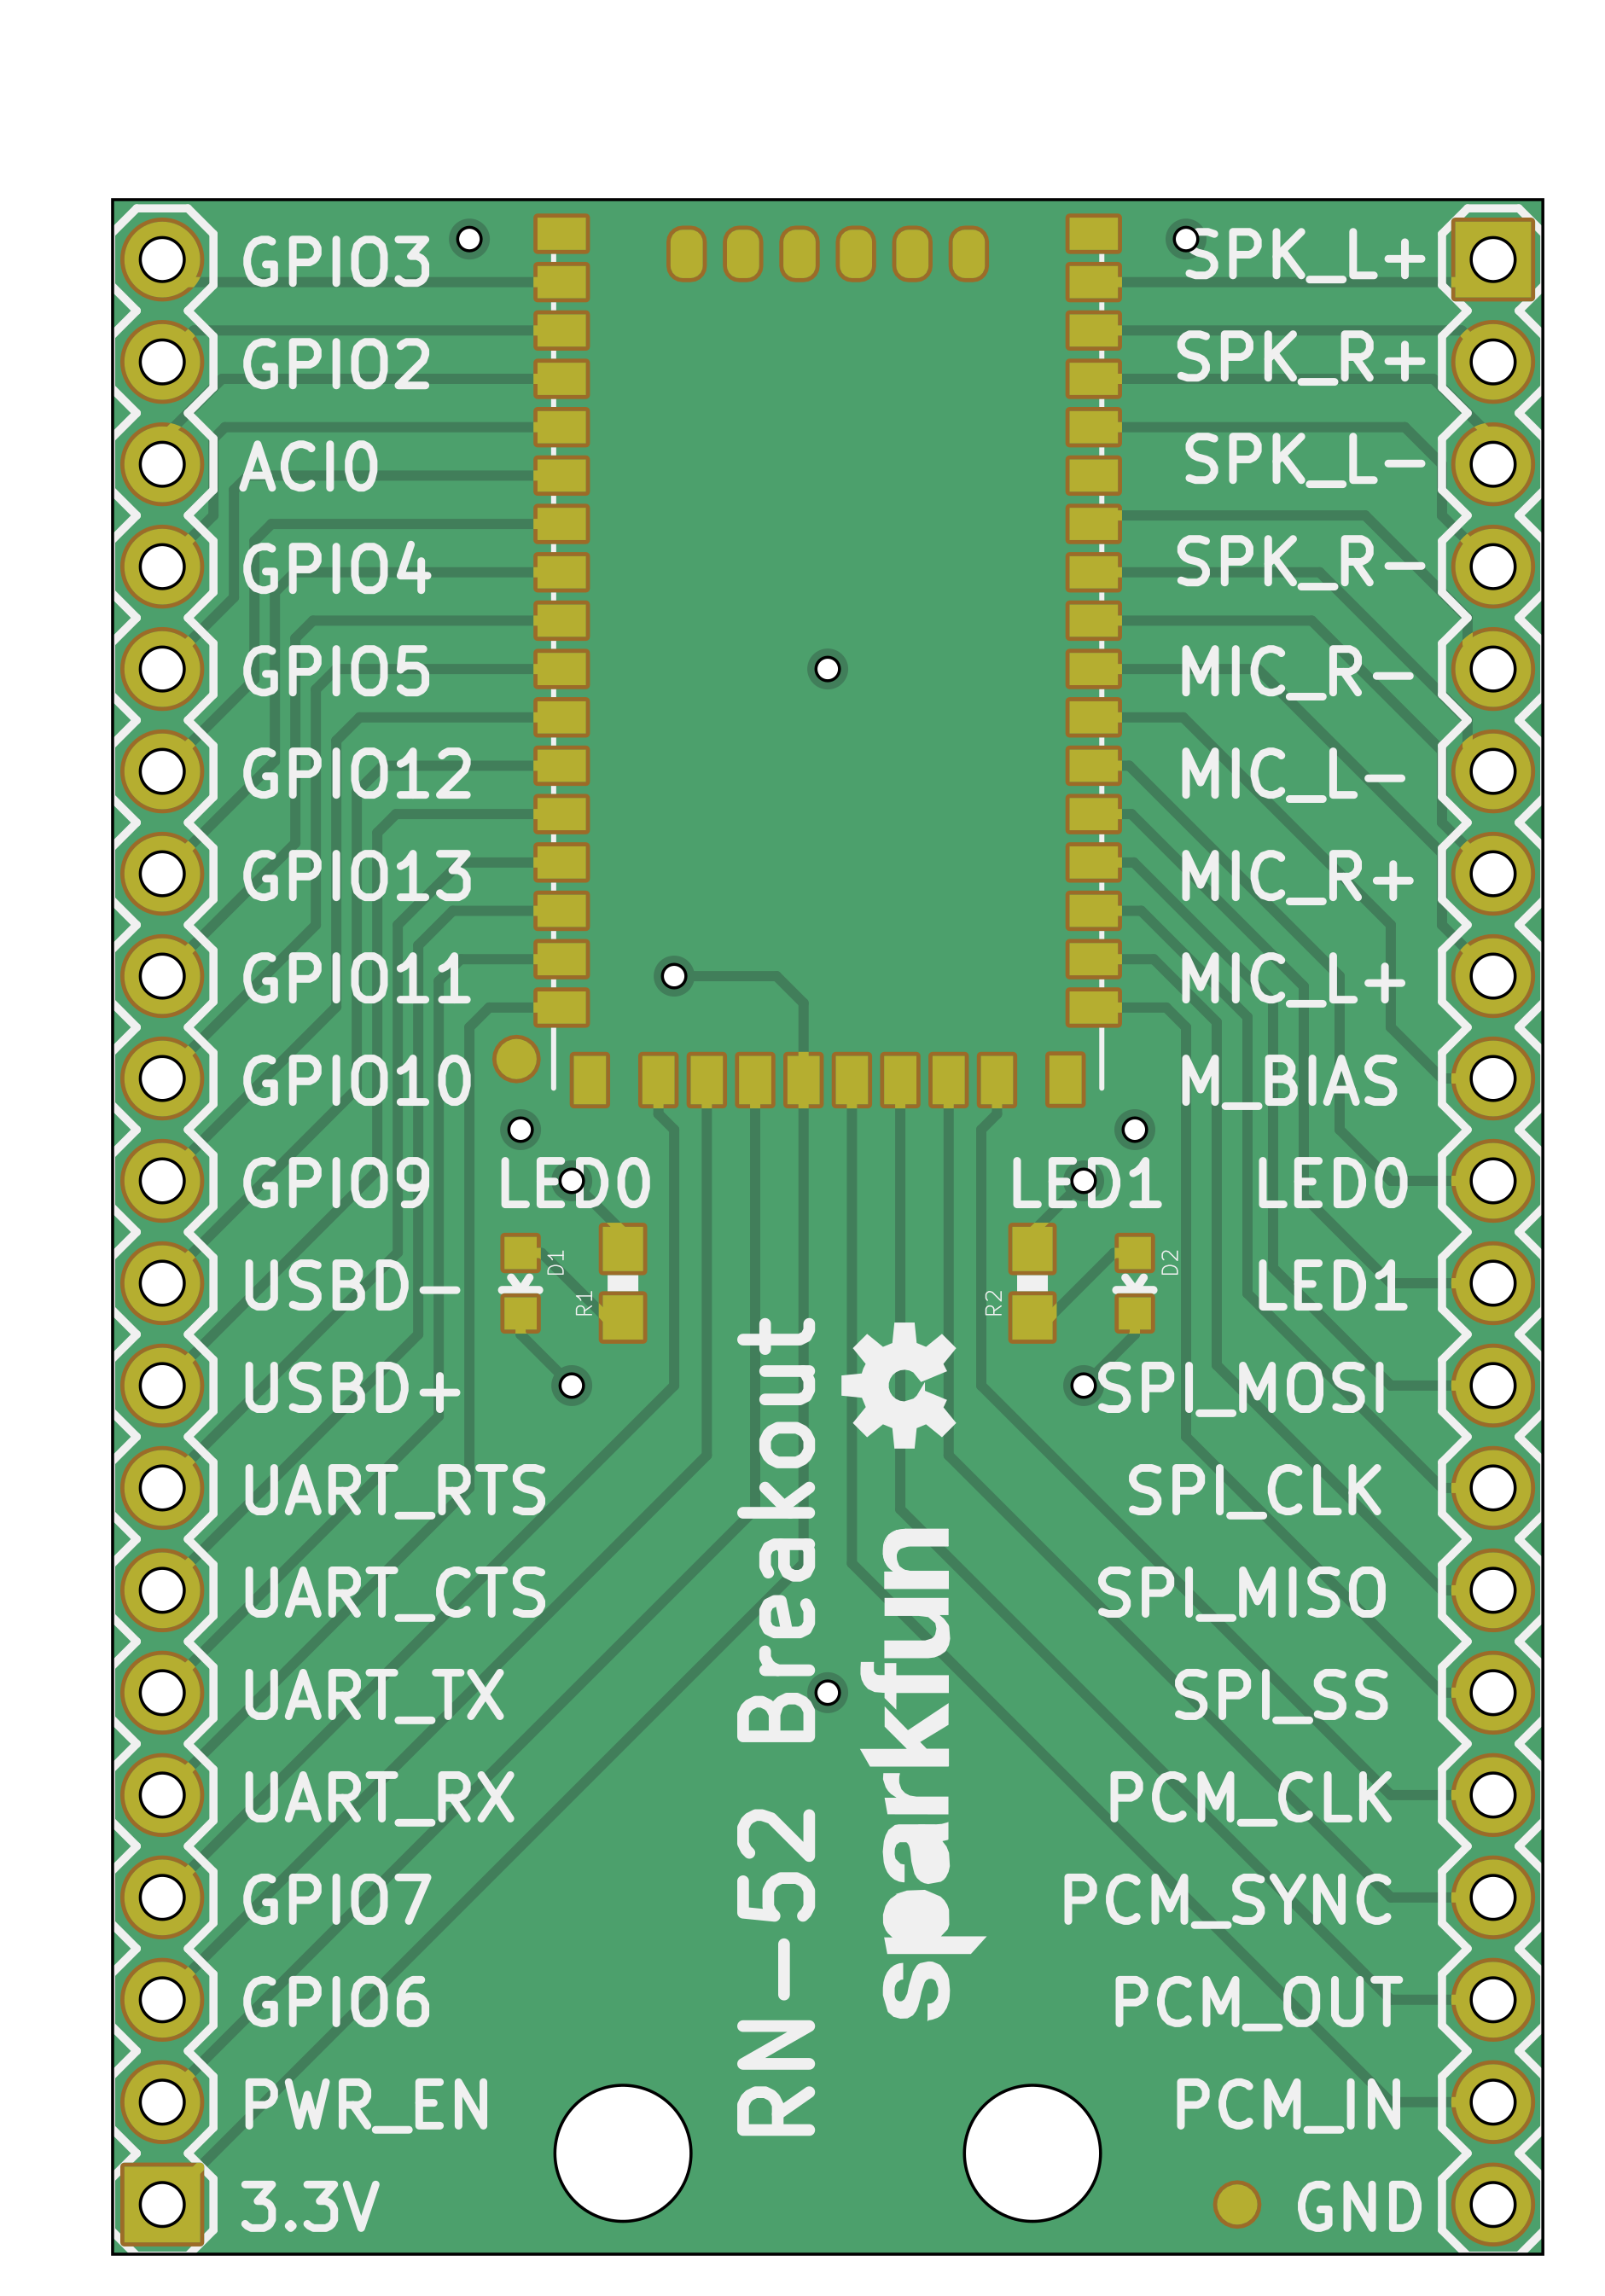 GPIO3
GPIO2
ACI0
GPIO4
GPIO5
GPIO12
GPIO13
GPIO11
GPIO10
GPIO9
USBD-
USBD+
UART_RTS
UART_CTS
UART_TX
UART_RX
GPIO7
GPIO6
PWR_EN
3.3V
LED0
D1
R1
LED1
D2
R2
RN-52 Breakout
sparkfun
SPK_L+
SPK_R+
SPK_L-
SPK_R-
MIC_R-
MIC_L-
MIC_R+
MIC_L+
M_BIAS
LED0
LED1
SPI_MOSI
SPI_CLK
SPI_MISO
SPI_SS
PCM_CLK
PCM_SYNC
PCM_OUT
PCM_IN
GND